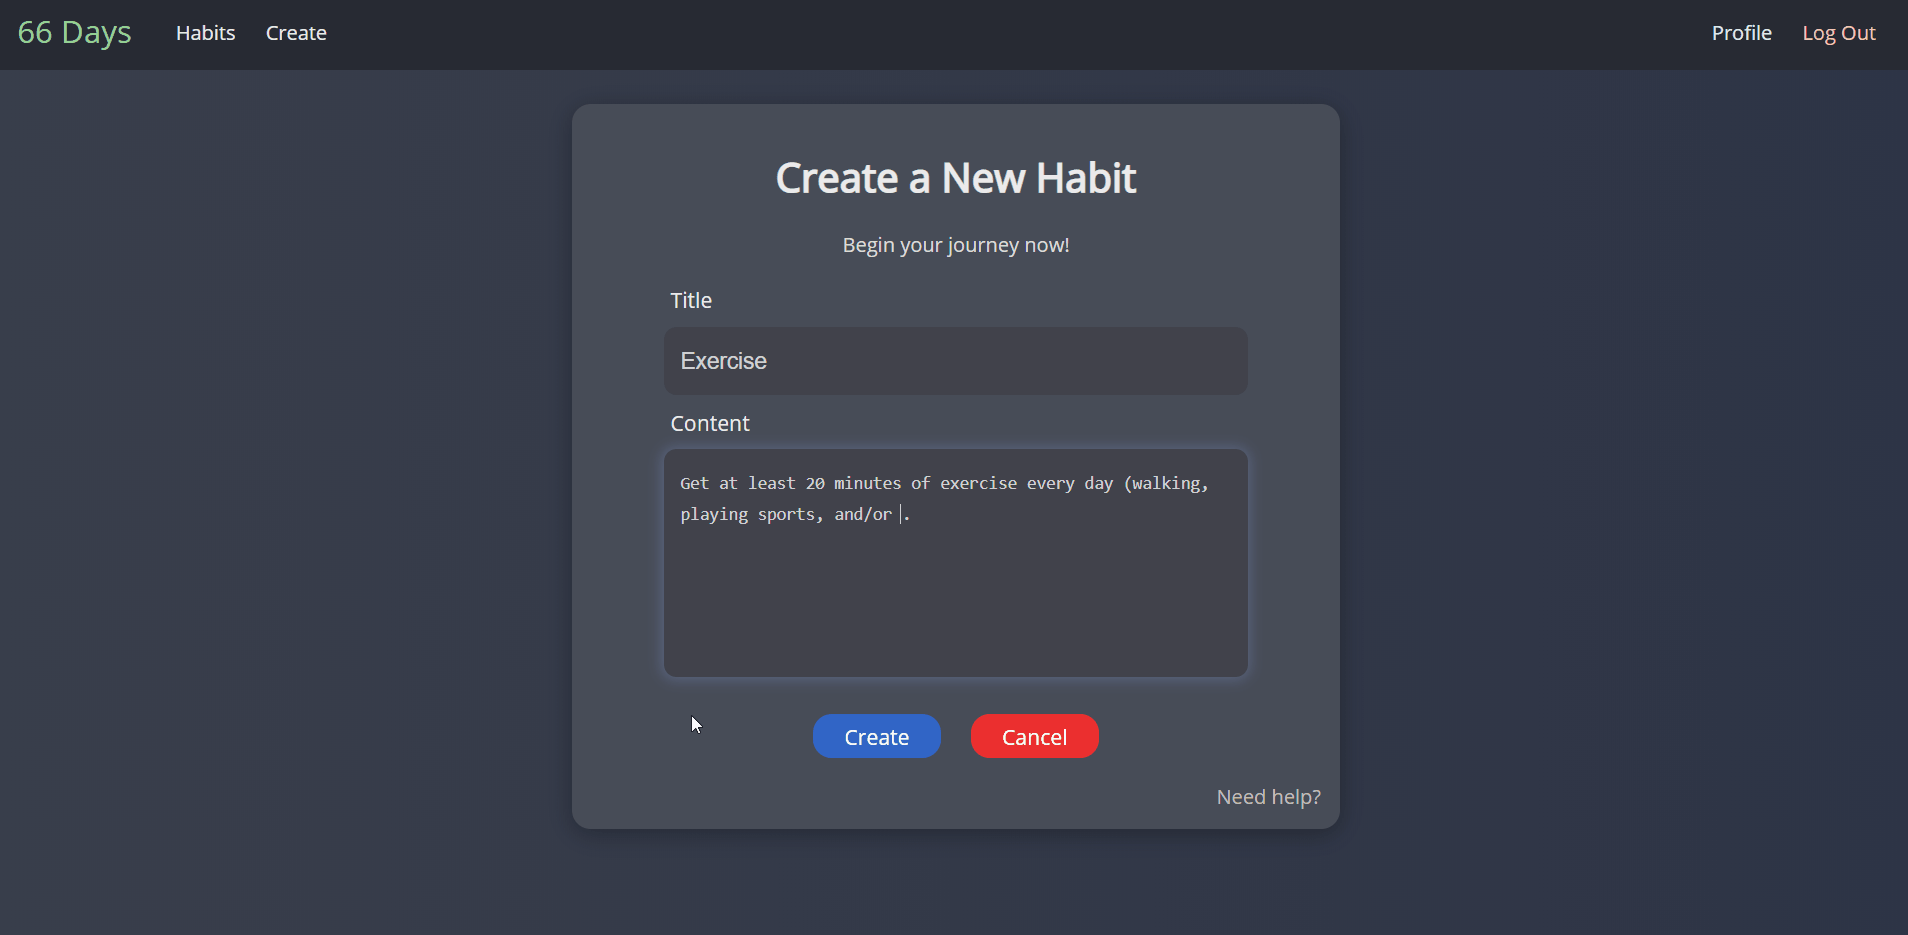 66 Days
Habits
Create
Profile
Log Out
Create a New Habit
Begin your journey now!
Title
Exercise
Content
Get at least 20 minutes of exercise every day (walking,
playing sports, and/or .
Create
Cancel
Need help?